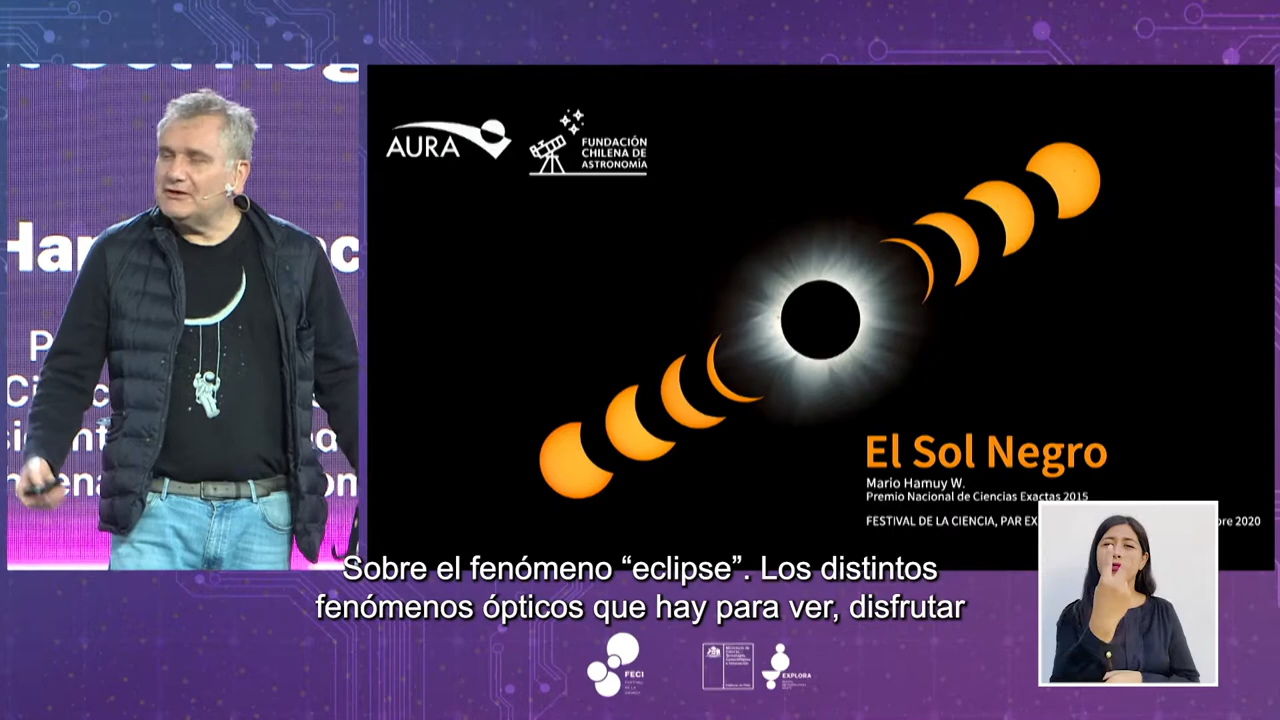 AURA
FUNDACIÓN
CHILENA DE
ASTRONOMÍA
El Sol Negro
Mario Hamuy W.
Premio Nacional de Ciencias Exactas 2015
FESTIVAL DE LA CIENCIA, PAR EX
2020
Sobre el fenómeno “eclipse”. Los distintos
fenómenos ópticos que hay para ver, disfrutar
FECI
EXPLORA